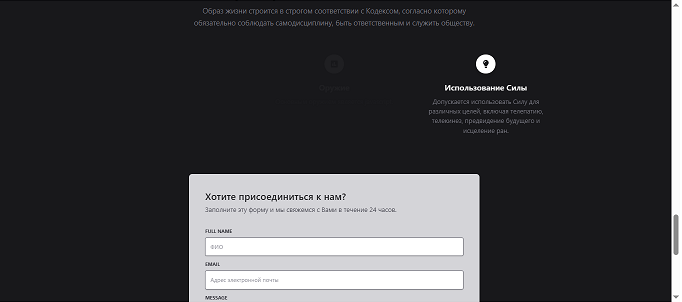 Образ жизни строится в строгом соответствии с Кодексом, согласно которому
обязательно соблюдать самодисциплину, быть ответственным и служить обществу.
Использование Силы
Допускается использовать Силу для
различных целей, включая телепатию,
телекинез, предвидение будущего и
исцеление ран.
Хотите присоединиться к нам?
Заполните эту форму и мы свяжемся с Вами в течение 24 часов.
FULL NAME
ФИО
EMAIL
Адрес электронной почты
MESSAGE